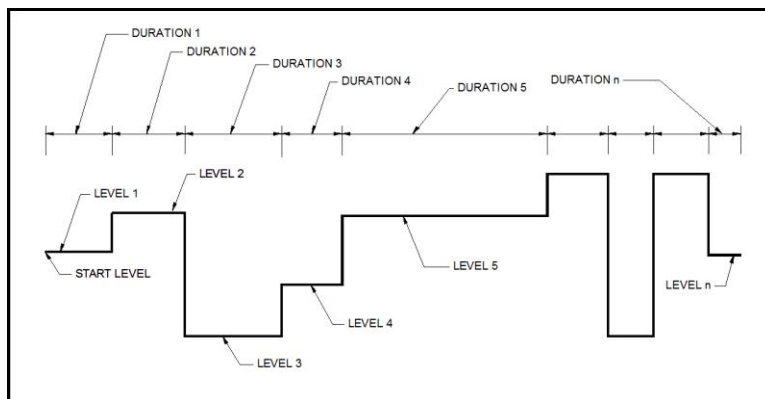 DURATION 1
DURATION 2
DURATION 3
DURATION 4
DURATION 5
DURATION n
LEVEL 1
LEVEL 2
START LEVEL
LEVEL 5
LEVEL n
LEVEL 4
LEVEL 3